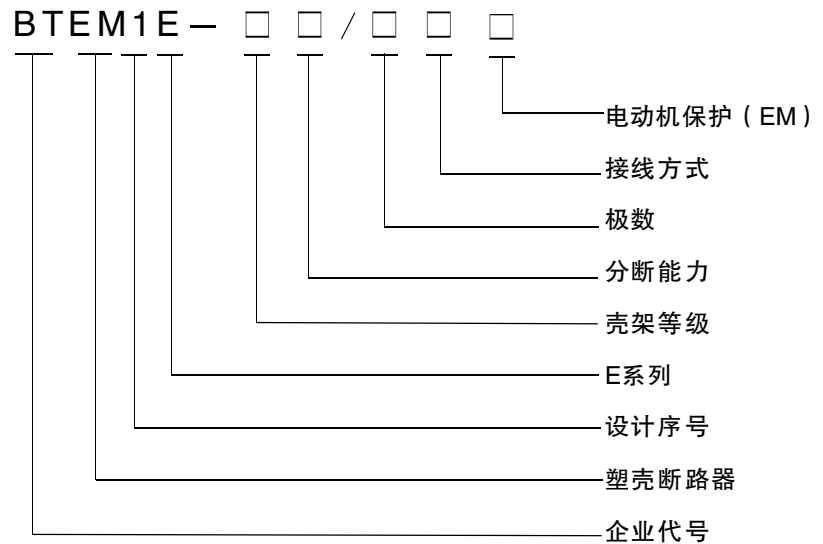 BTEM1E－□□/□□ □
电动机保护（EM）
接线方式
极数
分断能力
壳架等级
E系列
设计序号
塑壳断路器
企业代号